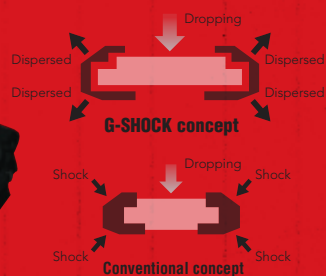 Dropping
Dispersed Dispersed
Dispersed Dispersed
G-SHOCK concept
Dropping
Shock Shock
Shock Shock
Conventional concept